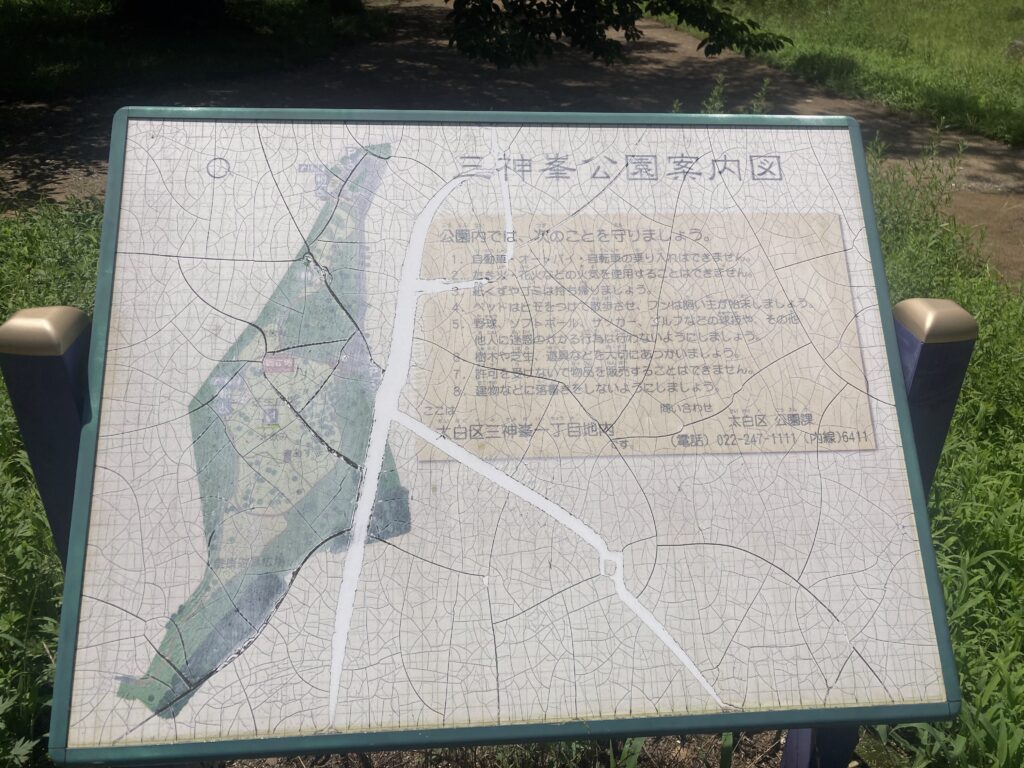 三神峯公園案内図
公園内では、次のことを守りましょう。
1. 自動車・オートバイ・自転車の乗り入れはできません。
2. たき火・花火などの火気を使用することはできません。
3. 紙くずやゴミは持ち帰りましょう。
4. ペットはヒモをつけて散歩させ、フンは飼い主が始末しましょう。
5. 野球、ソフトボール、サッカー、ゴルフなどの球技や、その他
他人に迷惑のかかる行為は行わないようにしましょう。
6. 樹木や芝生、遊具などを大切にあつかいましょう。
7. 許可を受けないで物品を販売することはできません。
8. 建物などに落書きをしないようにしましょう。
ここは
太白区三神峯一丁目地内
です。
問い合わせ
太白区 公園課
(電話) 022-247-1111 (内線)6411